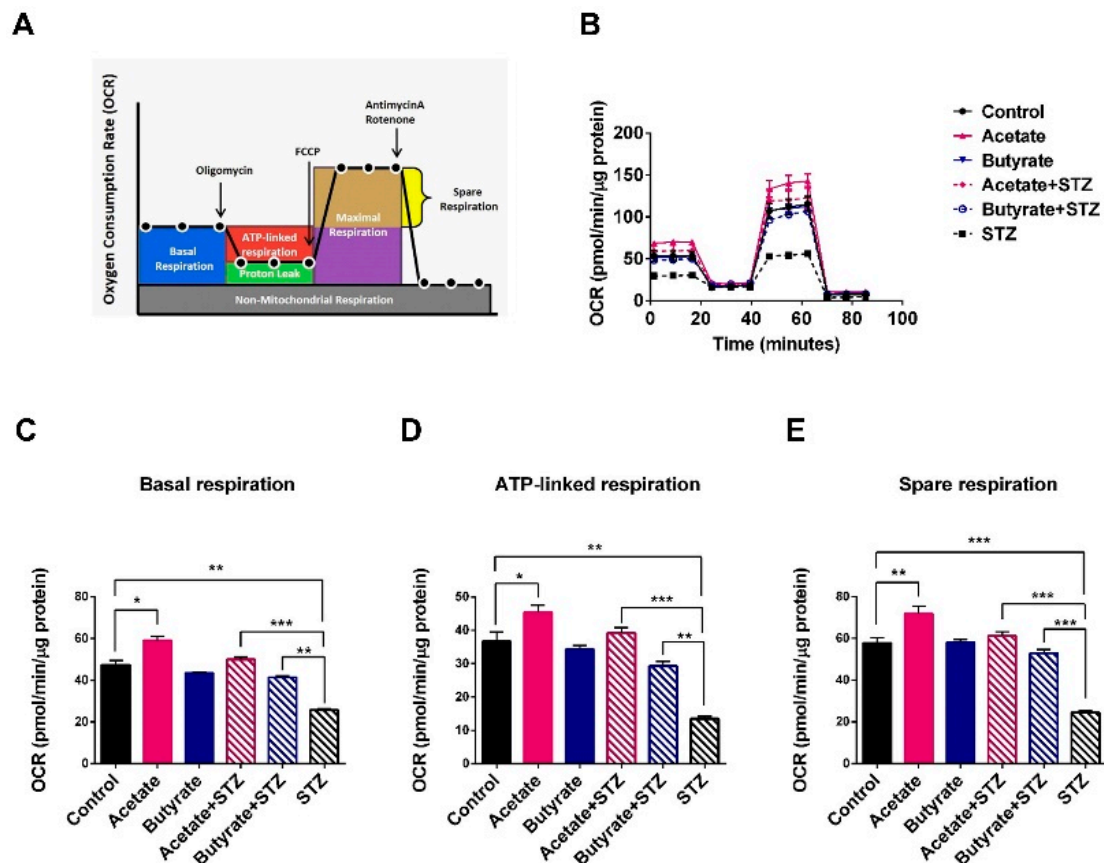 A
Oxygen Consumption Rate (OCR)
Oligomycin
FCCP
AntimycinA
Rotenone
Basal
Respiration
ATP-linked
respiration
Proton Leak
Maximal
Respiration
Spare
Respiration
Non-Mitochondrial Respiration
B
OCR (pmol/min/µg protein)
200
150
100
50
0
0 20 40 60 80 100
Time (minutes)
Control
Acetate
Butyrate
Acetate+STZ
Butyrate+STZ
STZ
C
Basal respiration
OCR (pmol/min/µg protein)
80
60
40
20
0
**
*
***
**
Control
Acetate
Butyrate
Acetate+STZ
Butyrate+STZ
STZ
D
ATP-linked respiration
OCR (pmol/min/µg protein)
50
40
30
20
10
0
**
*
***
**
Control
Acetate
Butyrate
Acetate+STZ
Butyrate+STZ
STZ
E
Spare respiration
OCR (pmol/min/µg protein)
80
60
40
20
0
***
**
***
***
Control
Acetate
Butyrate
Acetate+STZ
Butyrate+STZ
STZ